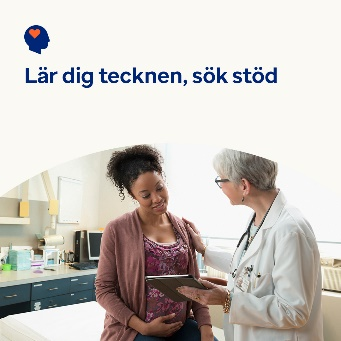 Lär dig tecknen, sök stöd